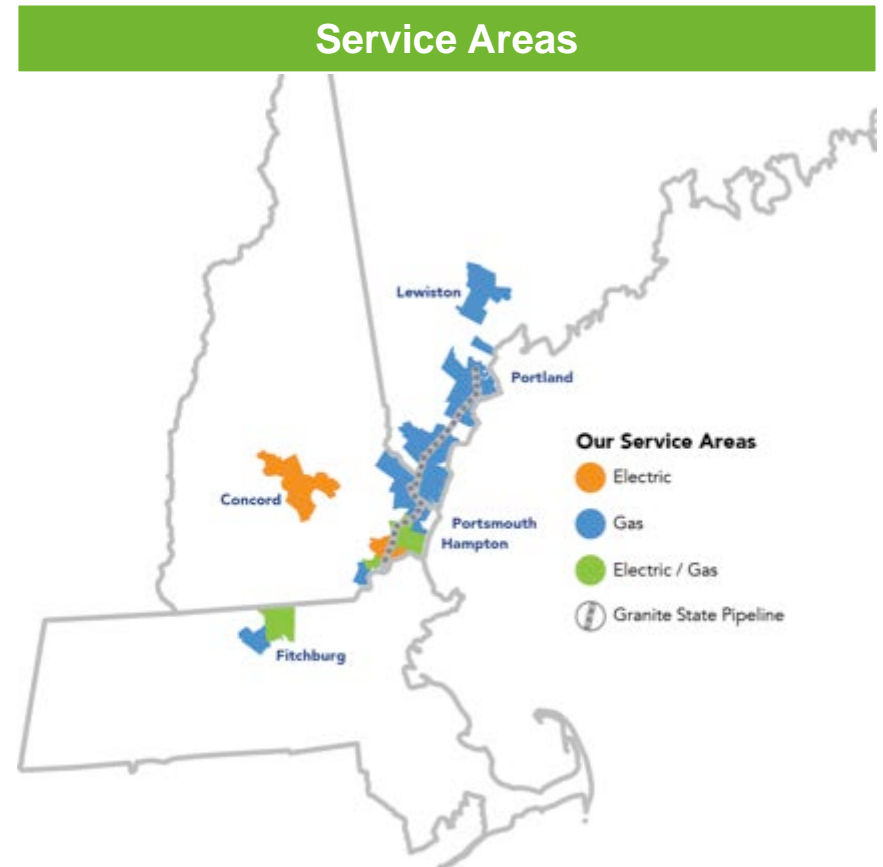 Service Areas
Lewiston
Portland
Our Service Areas
Electric
Concord
Gas
Portsmouth
Hampton
Electric / Gas
Granite State Pipeline
Fitchburg